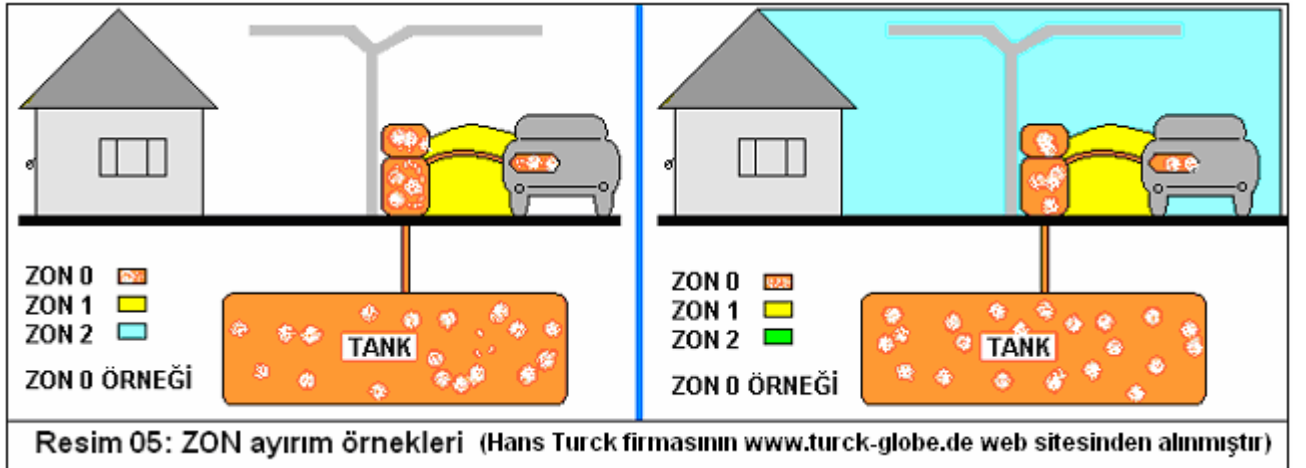 ZON 0
ZON 1
ZON 2
ZON 0 ÖRNEĞİ
TANK
ZON 0
ZON 1
ZON 2
ZON 0 ÖRNEĞİ
TANK
Resim 05: ZON ayırım örnekleri (Hans Turck firmasının www.turck-globe.de web sitesinden alınmıştır)